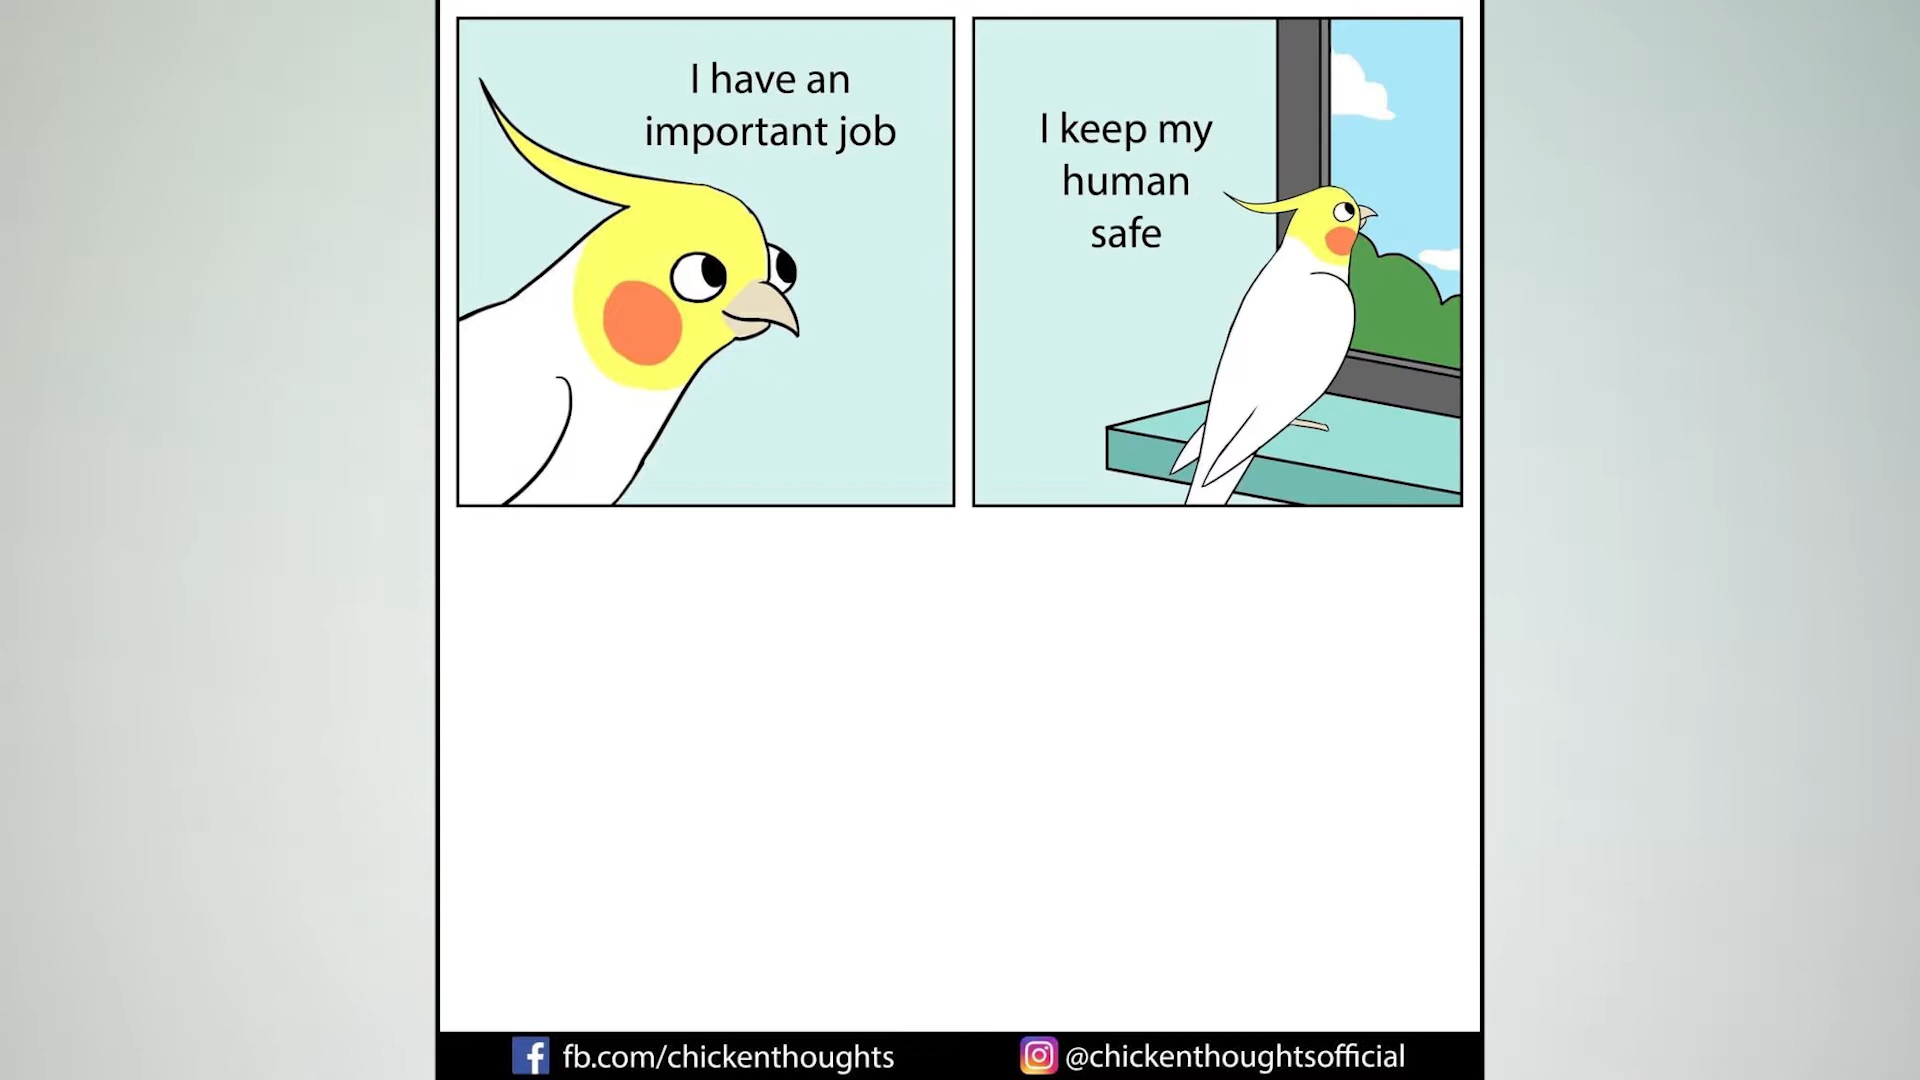 I have an
important job
I keep my
human
safe
fb.com/chickenthoughts
@chickenthoughtsofficial